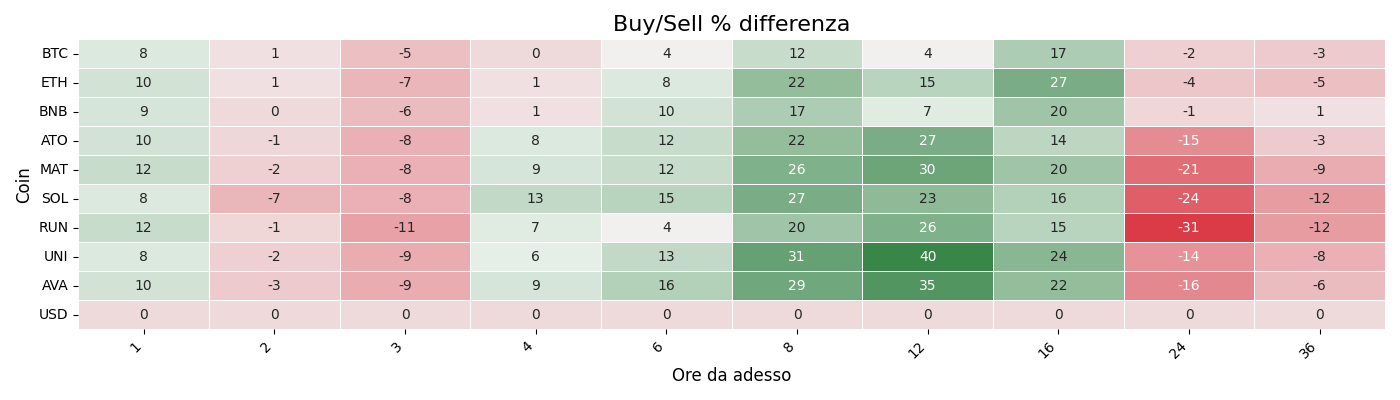 Buy/Sell % differenza
Coin
BTC 8 1 -5 0 4 12 4 17 -2 -3
ETH 10 1 -7 1 8 22 15 27 -4 -5
BNB 9 0 -6 1 10 17 7 20 -1 1
ATO 10 -1 -8 8 12 22 27 14 -15 -3
MAT 12 -2 -8 9 12 26 30 20 -21 -9
SOL 8 -7 -8 13 15 27 23 16 -24 -12
RUN 12 -1 -11 7 4 20 26 15 -31 -12
UNI 8 -2 -9 6 13 31 40 24 -14 -8
AVA 10 -3 -9 9 16 29 35 22 -16 -6
USD 0 0 0 0 0 0 0 0 0 0
1 2 3 4 6 8 12 16 24 36
Ore da adesso